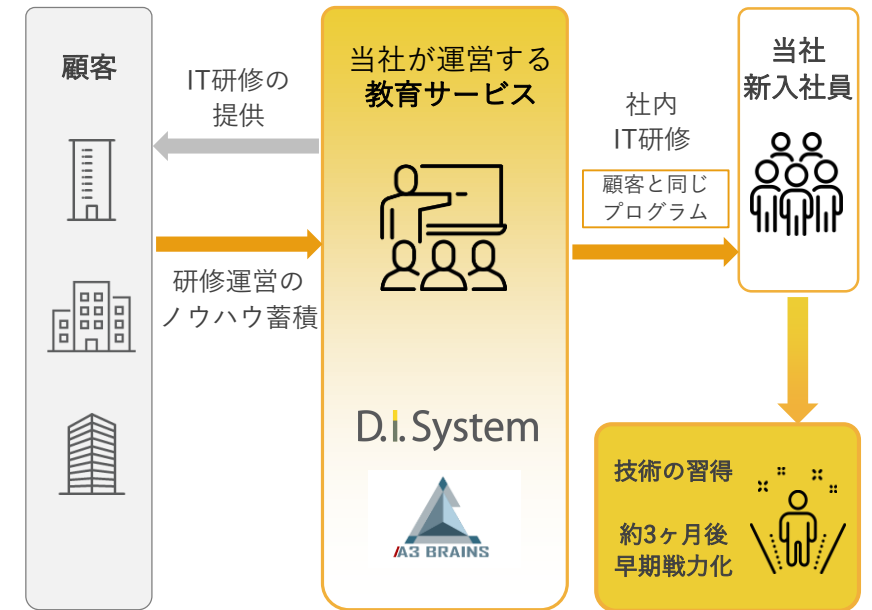 顧客
IT研修の
提供
研修運営の
ノウハウ蓄積
当社が運営する
教育サービス
D.i.System
A3 BRAINS
社内
IT研修
顧客と同じ
プログラム
当社
新入社員
技術の習得
約3ヶ月後
早期戦力化